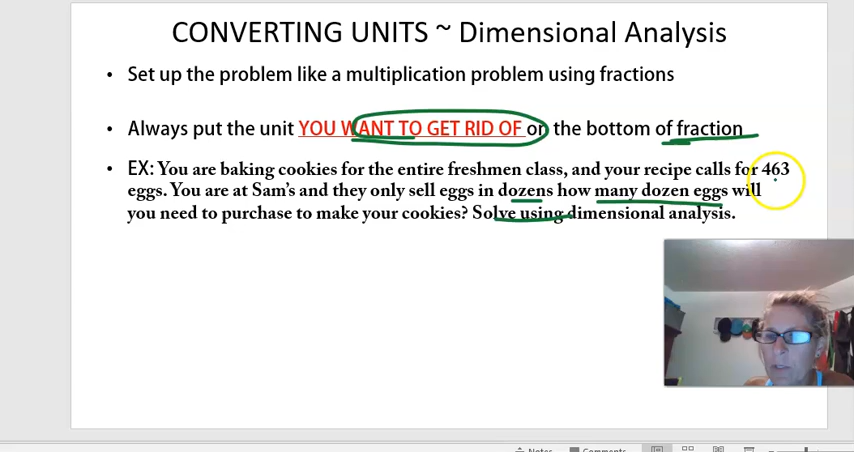 CONVERTING UNITS ~ Dimensional Analysis
• Set up the problem like a multiplication problem using fractions
• Always put the unit YOU WANT TO GET RID OF on the bottom of fraction
• EX: You are baking cookies for the entire freshmen class, and your recipe calls for 463
eggs. You are at Sam's and they only sell eggs in dozens how many dozen eggs will
you need to purchase to make your cookies? Solve using dimensional analysis.
Notes Comments